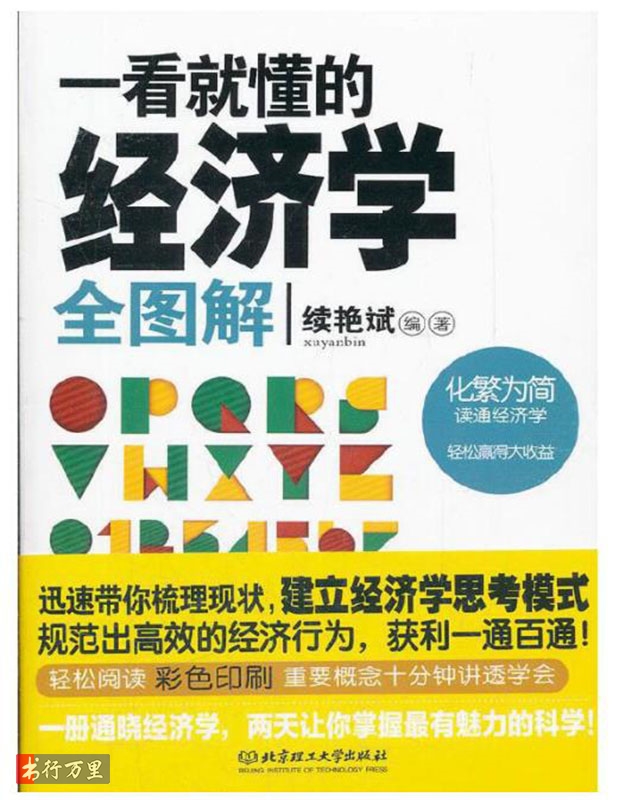 一看就懂的
经济学
全图解
续艳斌 编 著
xuyanbin
化繁为简
读通经济学
轻松赢得大收益
OPQRS
VWXYZ
迅速带你梳理现状，建立经济学思考模式
规范出高效的经济行为，获利一通百通！
轻松阅读 彩色印刷 重要概念十分钟讲透学会
一册通晓经济学，两天让你掌握最有魅力的科学！
北京理工大学出版社
BEIJING INSTITUTE OF TECHNOLOGY PRESS
书行万里